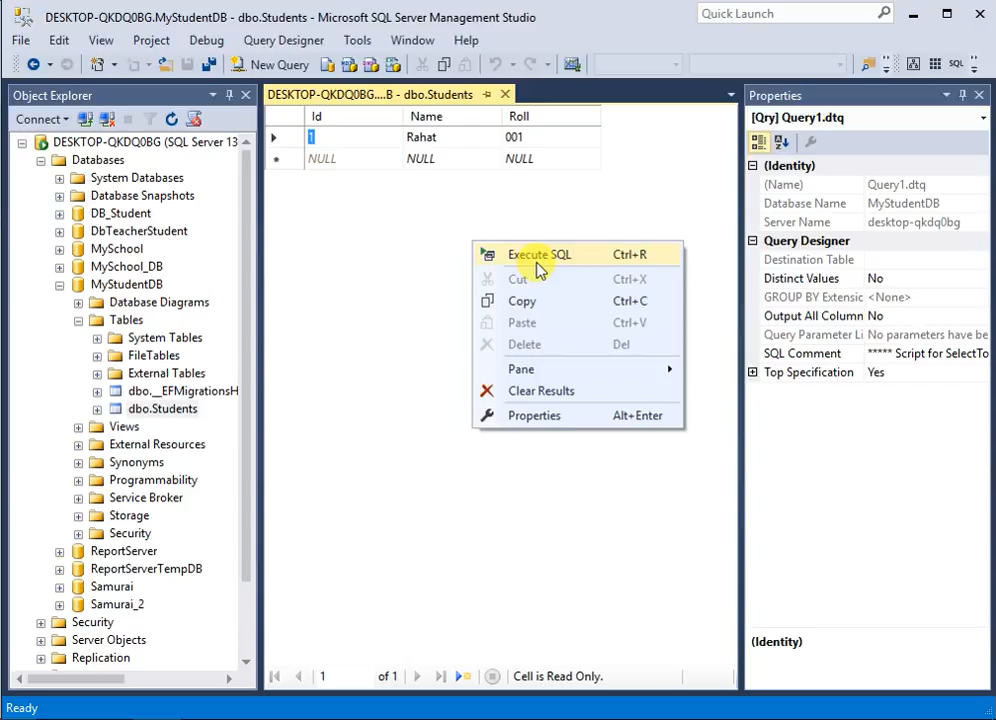 DESKTOP-QKDQ0BG.MyStudentDB - dbo.Students - Microsoft SQL Server Management Studio
Quick Launch
File Edit View Project Debug Query Designer Tools Window Help
New Query
SQL
Object Explorer
Connect
DESKTOP-QKDQ0BG (SQL Server 13
Databases
System Databases
Database Snapshots
DB_Student
DbTeacherStudent
MySchool
MySchool_DB
MyStudentDB
Database Diagrams
Tables
System Tables
FileTables
External Tables
dbo.__EFMigrationsH
dbo.Students
Views
External Resources
Synonyms
Programmability
Service Broker
Storage
Security
ReportServer
ReportServerTempDB
Samurai
Samurai_2
Security
Server Objects
Replication
DESKTOP-QKDQ0BG....B - dbo.Students
Id Name Roll
1 Rahat 001
NULL NULL NULL
Execute SQL Ctrl+R
Cut Ctrl+X
Copy Ctrl+C
Paste Ctrl+V
Delete Del
Pane
Clear Results
Properties Alt+Enter
1 of 1 Cell is Read Only.
Properties
[Qry] Query1.dtq
(Identity)
(Name) Query1.dtq
Database Name MyStudentDB
Server Name desktop-qkdq0bg
Query Designer
Destination Table
Distinct Values No
GROUP BY Extensic <None>
Output All Column No
Query Parameter Li No parameters have be
SQL Comment ***** Script for SelectTo
Top Specification Yes
(Identity)
Ready